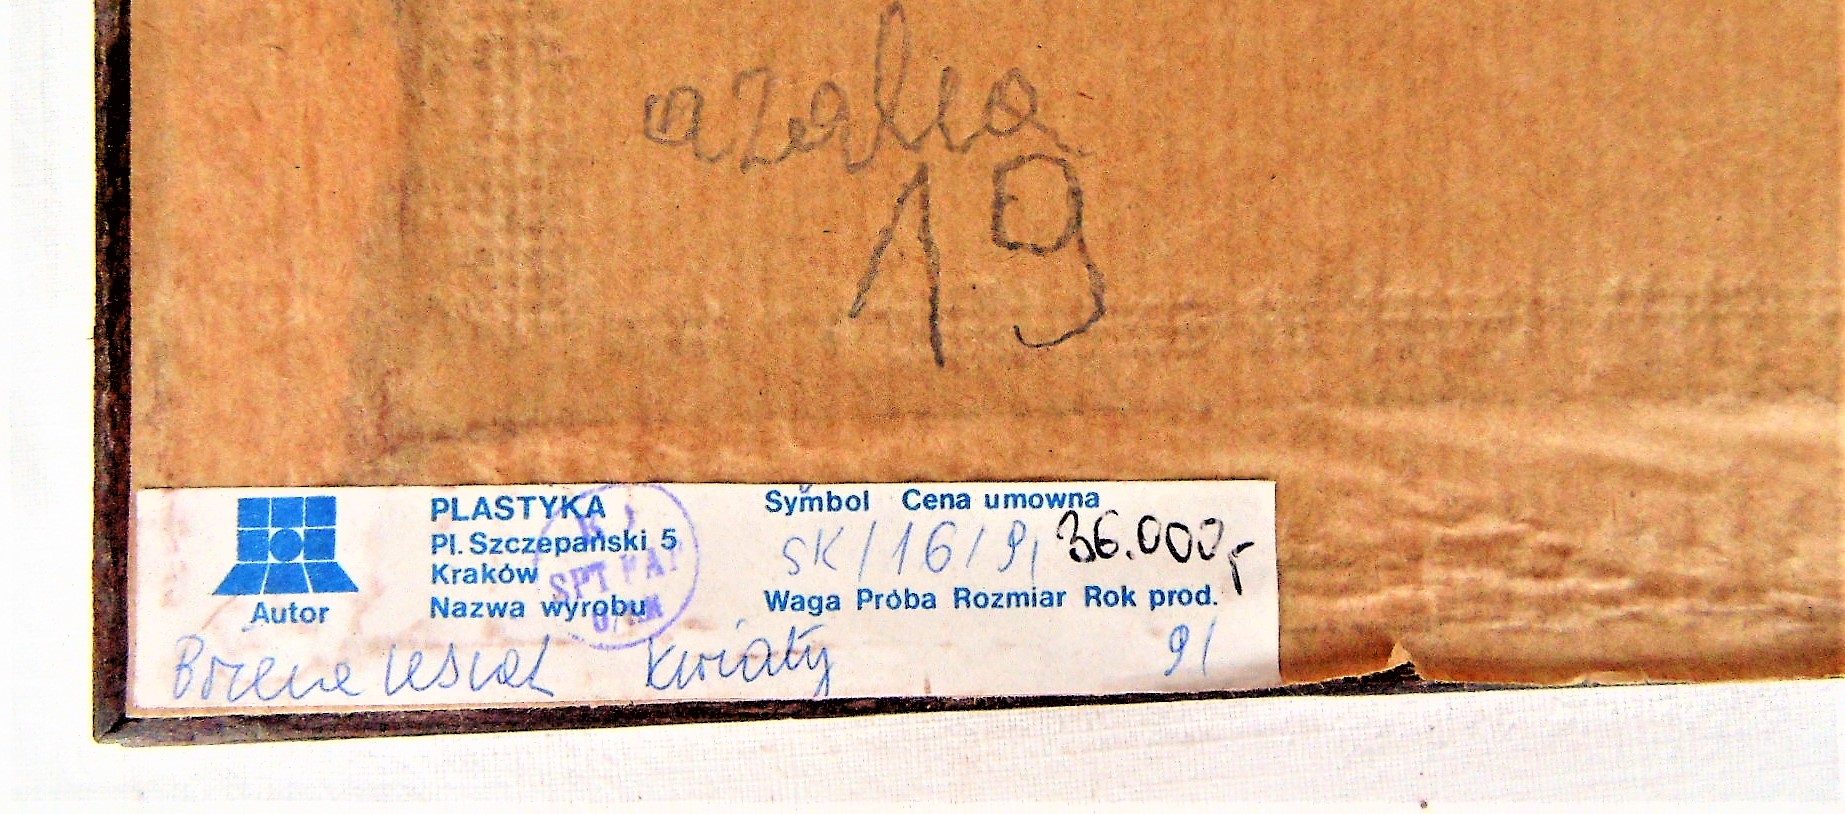 azalia
19
PLASTYKA
Pl. Szczepański 5
Kraków
Nazwa wyrobu
Autor
Symbol Cena umowna
SK/16/91 36.000,-
Waga Próba Rozmiar Rok prod.
Kwiaty 91